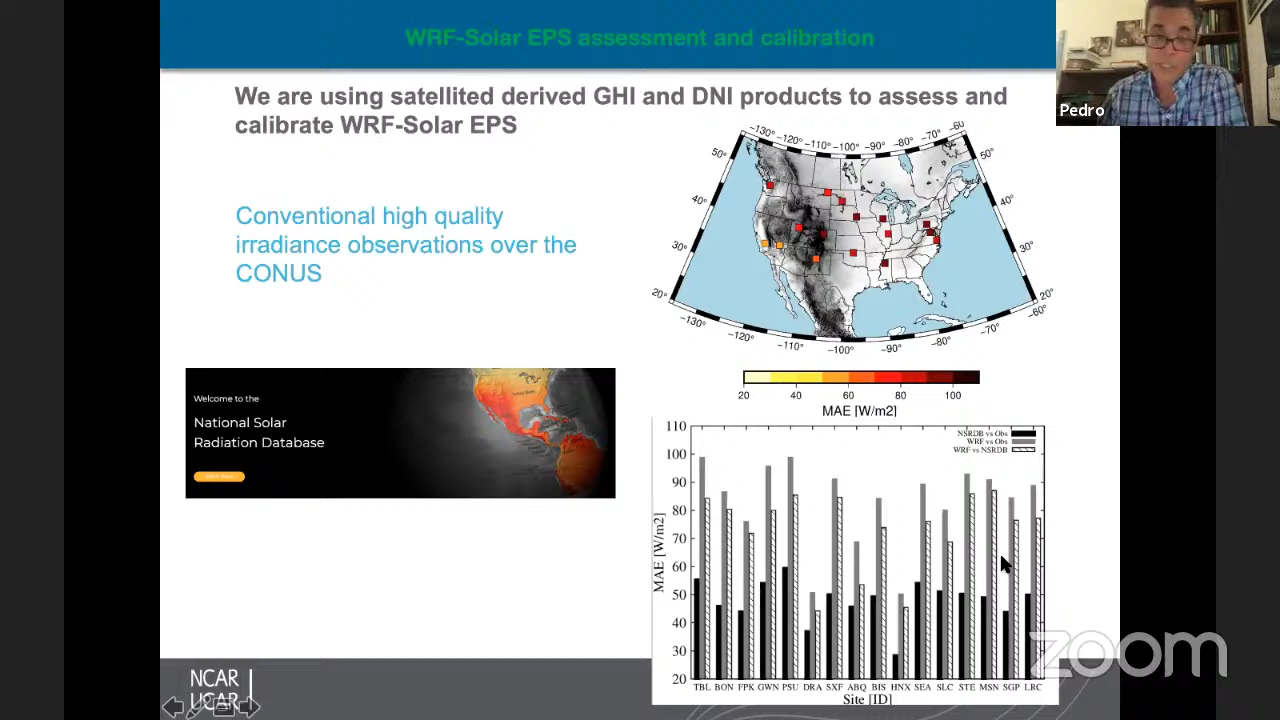 WRF-Solar EPS assessment and calibration
Pedro
We are using satellited derived GHI and DNI products to assess and
calibrate WRF-Solar EPS
Conventional high quality
irradiance observations over the
CONUS
-130° -120° -110° -100° -90° -80° -70° -60
50° 50°
40° 40°
30° 30°
20° 20°
-130° -120° -110° -100° -90° -80° -70° -60°
20 40 60 80 100
MAE [W/m2]
Welcome to the
National Solar
Radiation Database
110
100
90
80
70
60
50
40
30
20
MAE [W/m2]
NSRDB vs Obs
WRF vs Obs
WRF vs NSRDB
TBL BON FPK GWN PSU DRA SXF ABQ BIS HNX SEA SLC STE MSN SGP LRC
Site [ID]
NCAR
UCAR
zoom